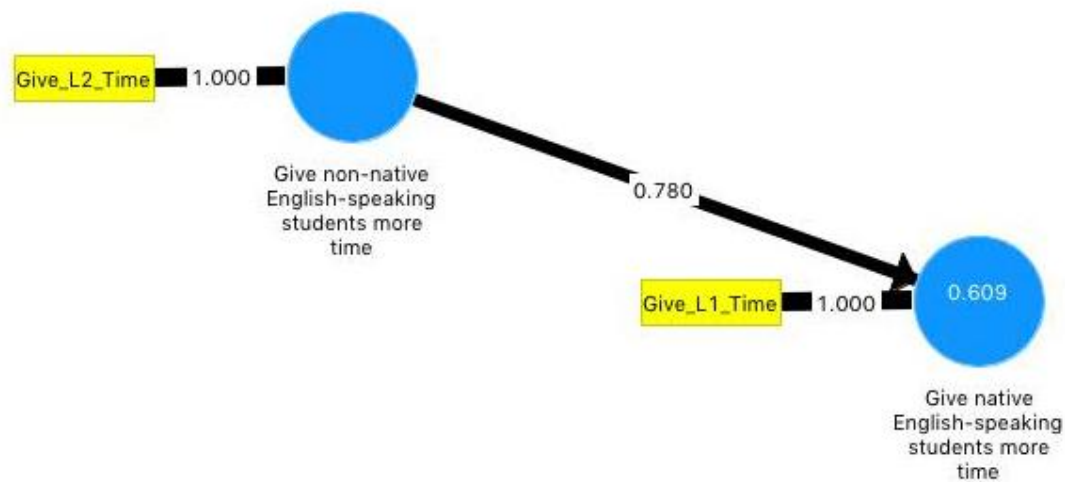 Give_L2_Time
1.000
Give non-native
English-speaking
students more
time
0.780
Give_L1_Time
1.000
0.609
Give native
English-speaking
students more
time